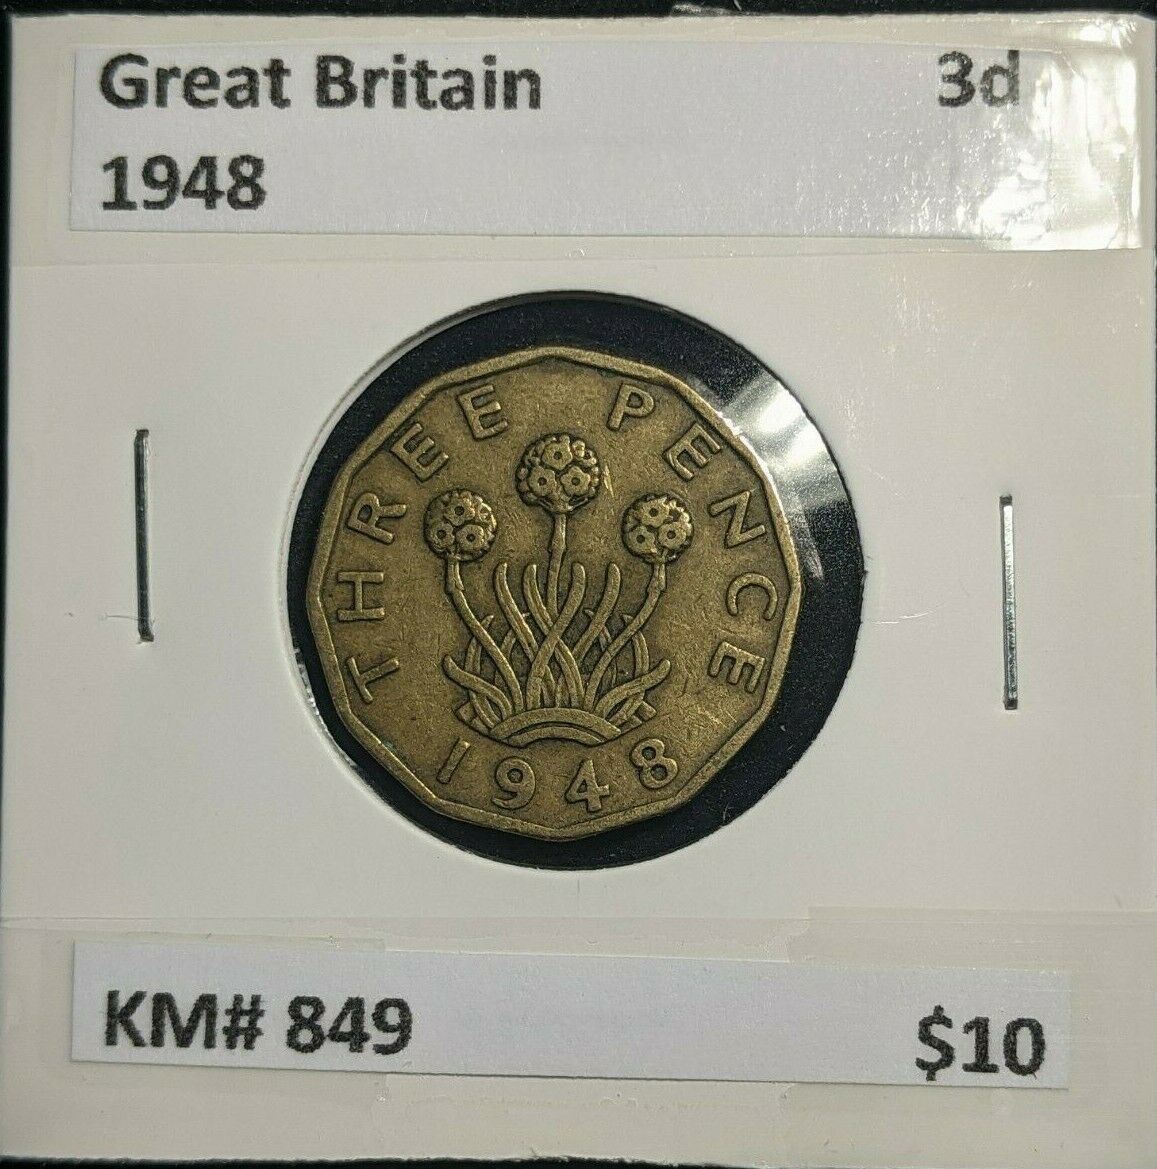 Great Britain 3d
1948
THREE PENCE
1948
KM# 849 $10